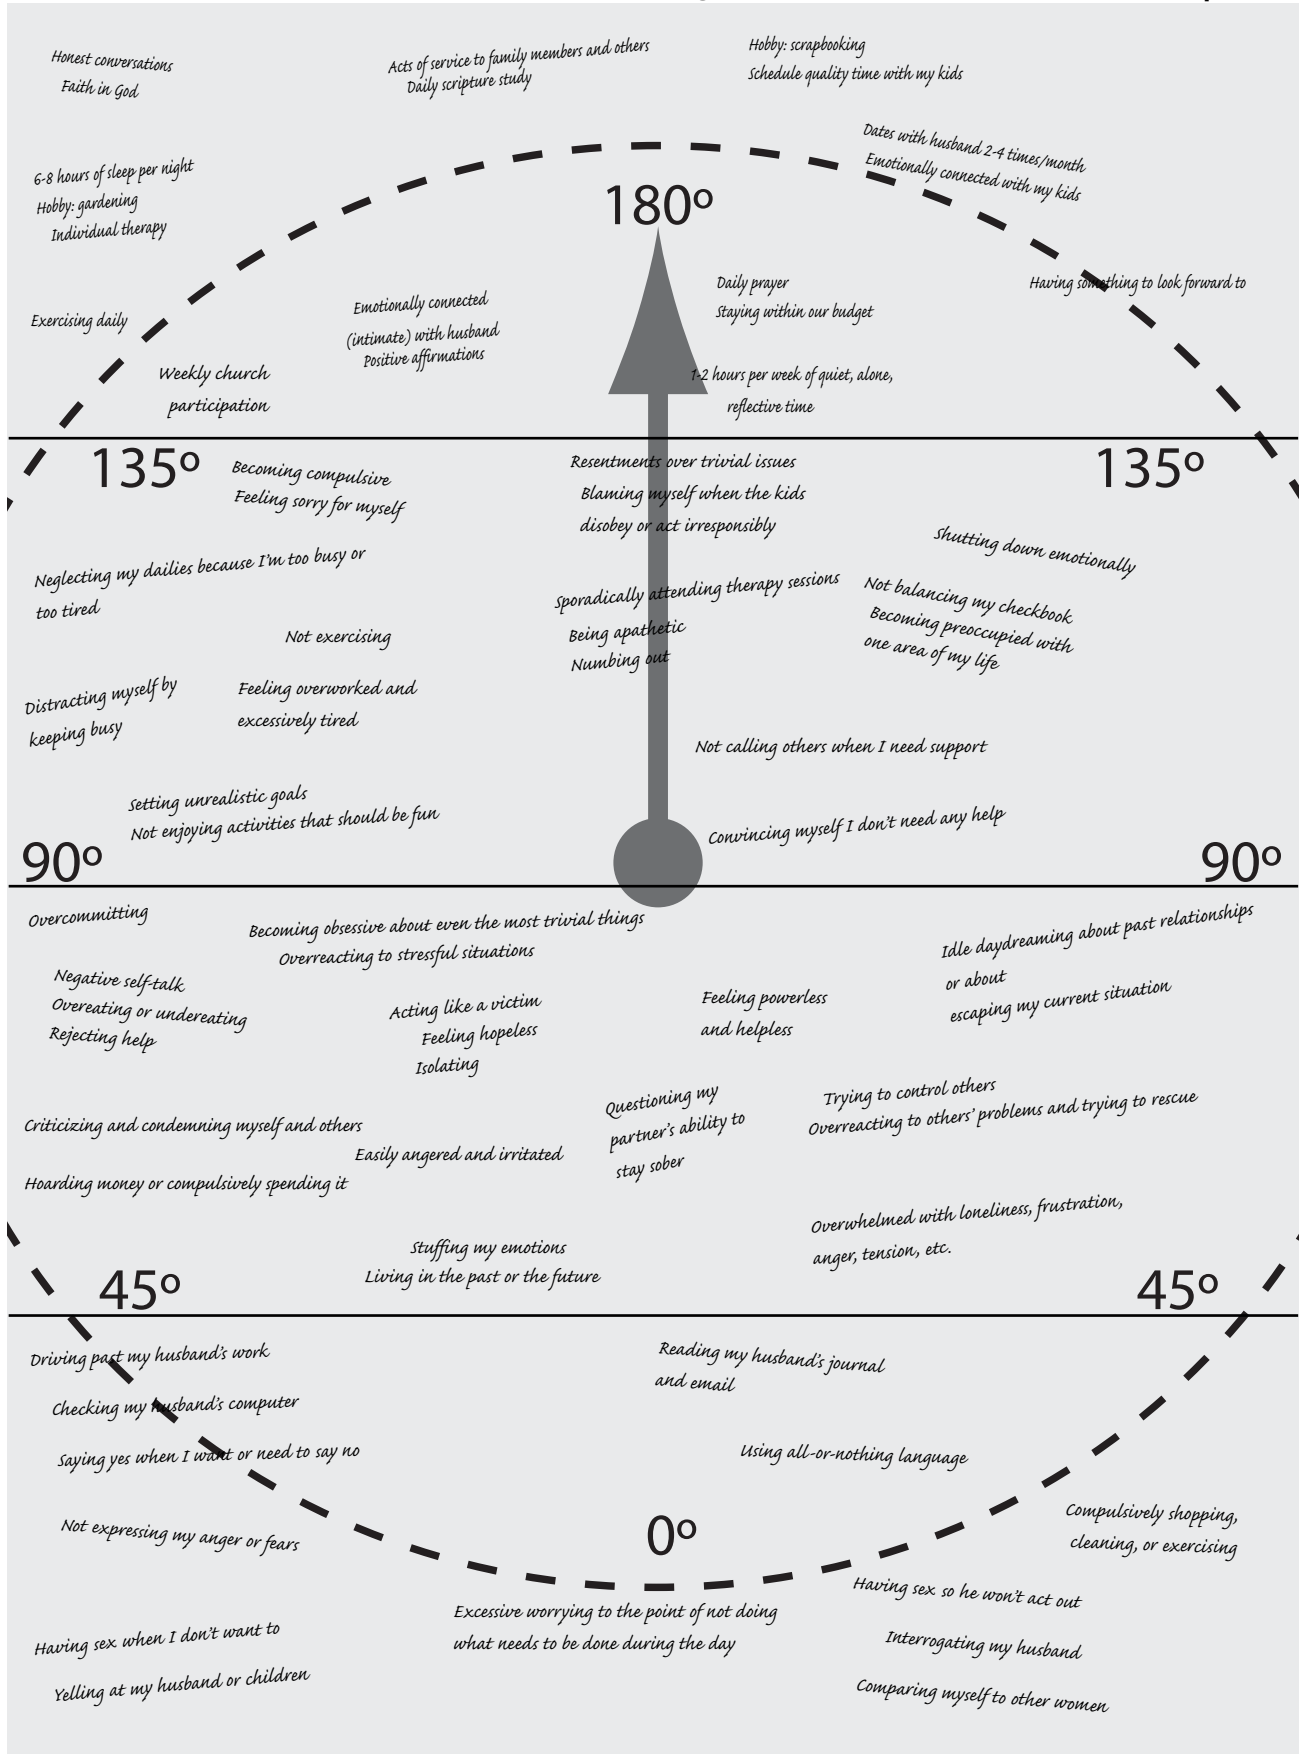 Honest conversations
Faith in God
Acts of service to family members and others
Daily scripture study
Hobby: scrapbooking
Schedule quality time with my kids
Dates with husband 2-4 times/month
Emotionally connected with my kids
6-8 hours of sleep per night
Hobby: gardening
Individual therapy
180º
Daily prayer
Staying within our budget
Having something to look forward to
Exercising daily
Emotionally connected
(intimate) with husband
Positive affirmations
Weekly church
participation
1-2 hours per week of quiet, alone,
reflective time
135º
135º
Becoming compulsive
Feeling sorry for myself
Resentments over trivial issues
Blaming myself when the kids
disobey or act irresponsibly
Shutting down emotionally
Neglecting my dailies because I'm too busy or
too tired
Sporadically attending therapy sessions
Being apathetic
Numbing out
Not balancing my checkbook
Becoming preoccupied with
one area of my life
Not exercising
Distracting myself by
keeping busy
Feeling overworked and
excessively tired
Not calling others when I need support
Setting unrealistic goals
Not enjoying activities that should be fun
Convincing myself I don't need any help
90º
90º
Overcommitting
Becoming obsessive about even the most trivial things
Overreacting to stressful situations
Idle daydreaming about past relationships
or about
escaping my current situation
Negative self-talk
Overeating or undereating
Rejecting help
Acting like a victim
Feeling hopeless
Isolating
Feeling powerless
and helpless
Questioning my
partner's ability to
stay sober
Trying to control others
Overreacting to others' problems and trying to rescue
Criticizing and condemning myself and others
Easily angered and irritated
Hoarding money or compulsively spending it
Overwhelmed with loneliness, frustration,
anger, tension, etc.
Stuffing my emotions
Living in the past or the future
45º
45º
Driving past my husband's work
Reading my husband's journal
and email
Checking my husband's computer
Saying yes when I want or need to say no
Using all-or-nothing language
Not expressing my anger or fears
0º
Compulsively shopping,
cleaning, or exercising
Having sex so he won't act out
Excessive worrying to the point of not doing
what needs to be done during the day
Having sex when I don't want to
Interrogating my husband
Yelling at my husband or children
Comparing myself to other women